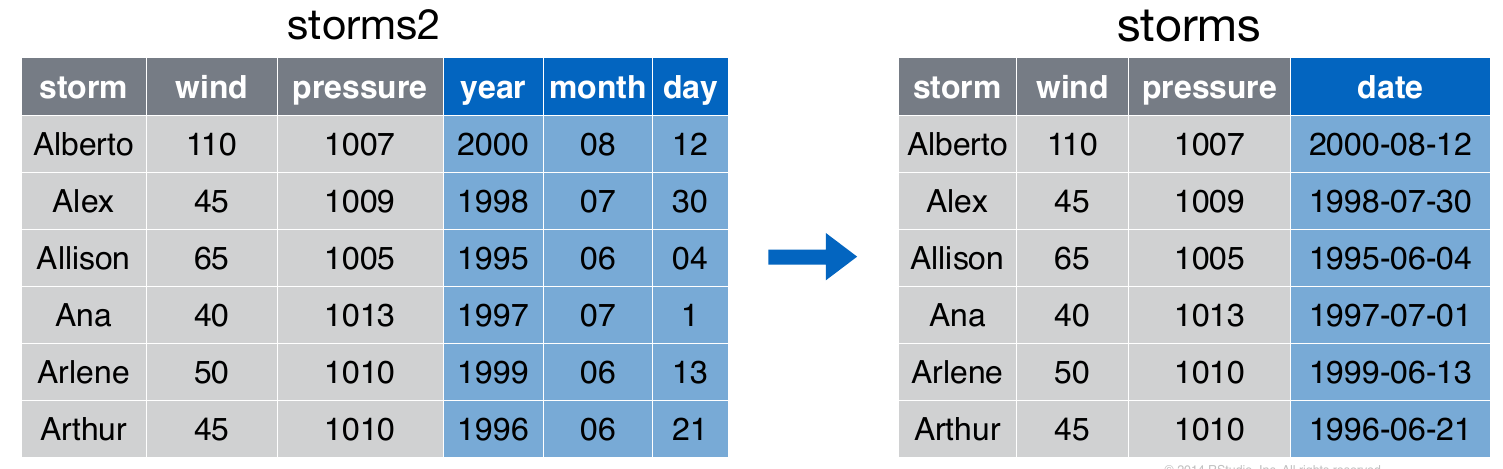 storms2
storm wind pressure year month day
Alberto 110 1007 2000 08 12
Alex 45 1009 1998 07 30
Allison 65 1005 1995 06 04
Ana 40 1013 1997 07 1
Arlene 50 1010 1999 06 13
Arthur 45 1010 1996 06 21
storms
storm wind pressure date
Alberto 110 1007 2000-08-12
Alex 45 1009 1998-07-30
Allison 65 1005 1995-06-04
Ana 40 1013 1997-07-01
Arlene 50 1010 1999-06-13
Arthur 45 1010 1996-06-21
© 2014 RStudio, Inc. All rights reserved.